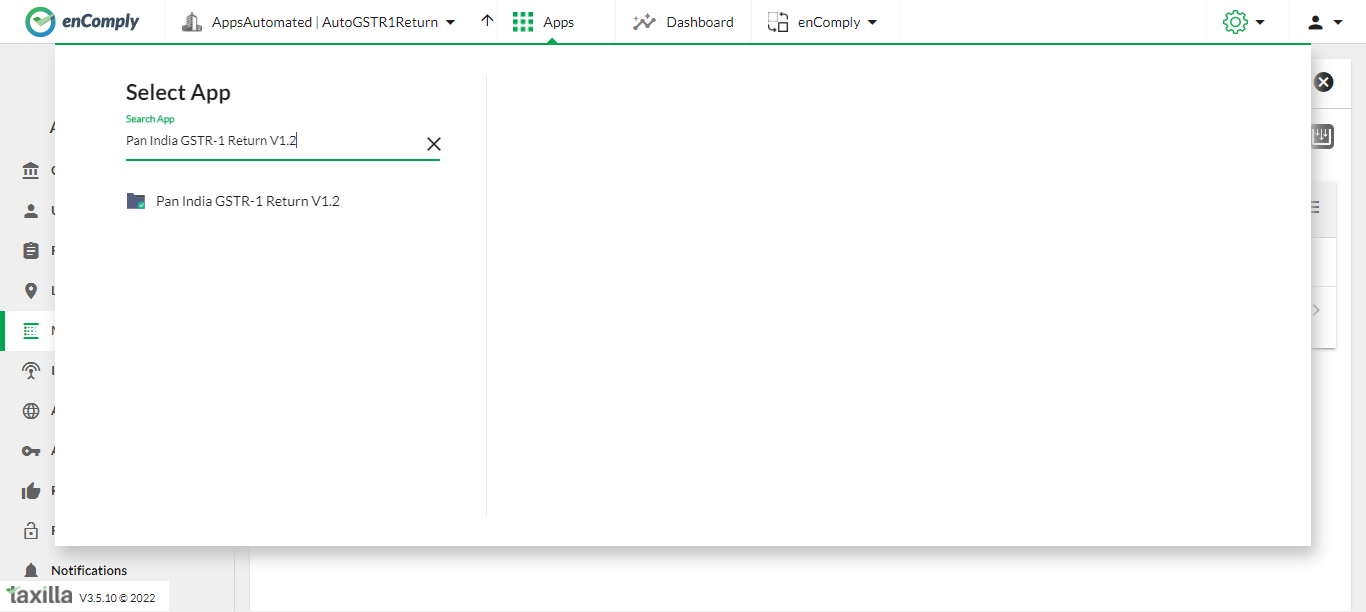 enComply
AppsAutomated | AutoGSTR1Return
Apps
Dashboard
enComply
Select App
Search App
Pan India GSTR-1 Return V1.2
Pan India GSTR-1 Return V1.2
Notifications
taxilla V3.5.10 © 2022